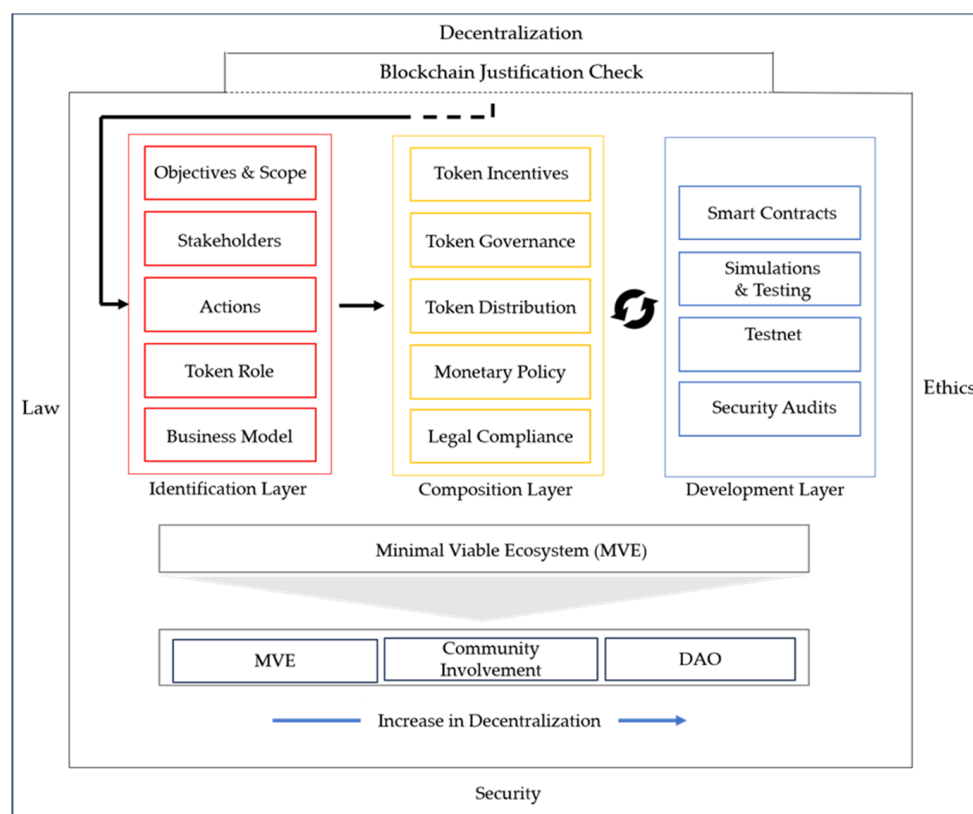 Decentralization
Blockchain Justification Check
Objectives & Scope
Stakeholders
Actions
Token Role
Business Model
Identification Layer
Token Incentives
Token Governance
Token Distribution
Monetary Policy
Legal Compliance
Composition Layer
Smart Contracts
Simulations
& Testing
Testnet
Security Audits
Development Layer
Law
Ethics
Minimal Viable Ecosystem (MVE)
MVE
Community
Involvement
DAO
Increase in Decentralization
Security